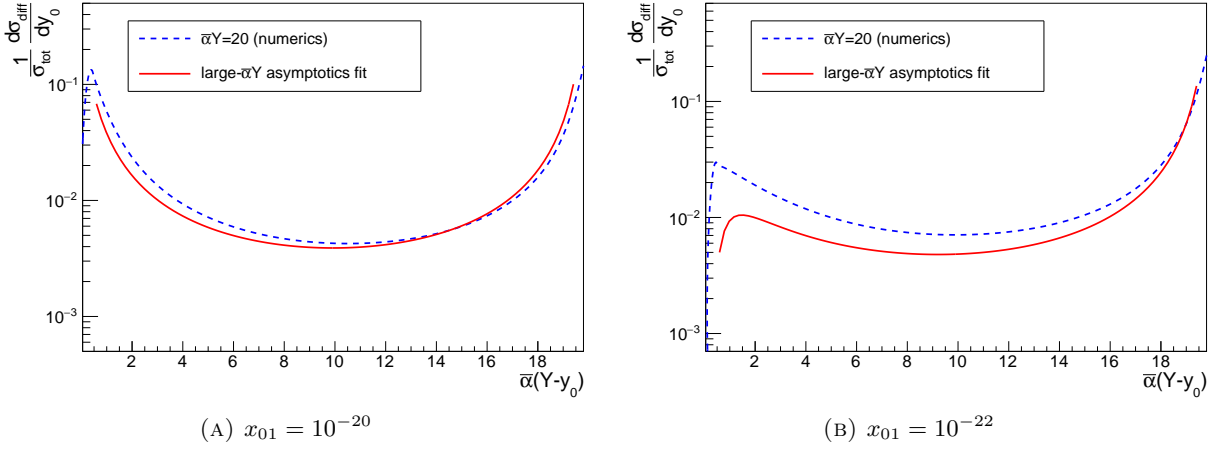 1/σ_tot dσ_diff/dy_0
ᾱY=20 (numerics)
large-ᾱY asymptotics fit
10^−1
10^−2
10^−3
2 4 6 8 10 12 14 16 18
ᾱ(Y-y_0)
(A) x_01 = 10^−20
1/σ_tot dσ_diff/dy_0
ᾱY=20 (numerics)
large-ᾱY asymptotics fit
10^−1
10^−2
10^−3
2 4 6 8 10 12 14 16 18
ᾱ(Y-y_0)
(B) x_01 = 10^−22